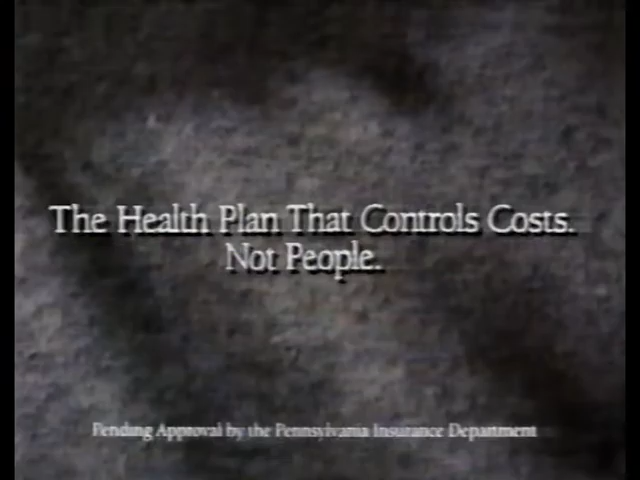 The Health Plan That Controls Costs.
Not People.
Pending Approval by the Pennsylvania Insurance Department